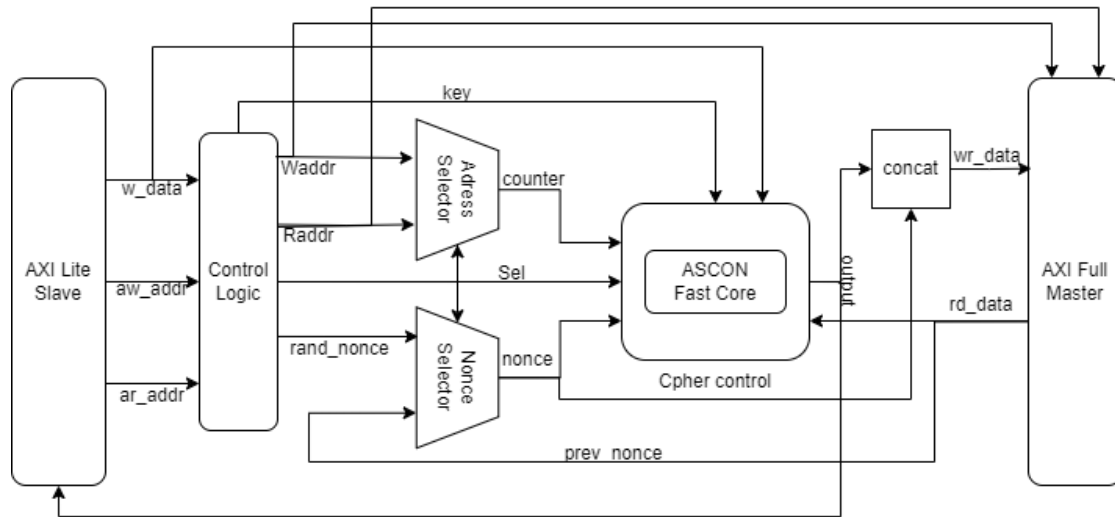 key
w_data
Waddr
Adress
Selector
counter
concat
wr_data
AXI Lite
Slave
aw_addr
Control
Logic
Raddr
Sel
ASCON
Fast Core
output
AXI Full
Master
rd_data
rand_nonce
Nonce
Selector
nonce
Cpher control
ar_addr
prev_nonce